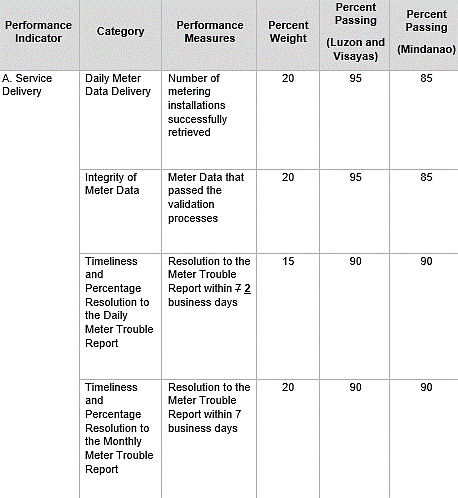 Performance Indicator | Category | Performance Measures | Percent Weight | Percent Passing (Luzon and Visayas) | Percent Passing (Mindanao)
A. Service Delivery | Daily Meter Data Delivery | Number of metering installations successfully retrieved | 20 | 95 | 85
Integrity of Meter Data | Meter Data that passed the validation processes | 20 | 95 | 85
Timeliness and Percentage Resolution to the Daily Meter Trouble Report | Resolution to the Meter Trouble Report within 7 2 business days | 15 | 90 | 90
Timeliness and Percentage Resolution to the Monthly Meter Trouble Report | Resolution to the Meter Trouble Report within 7 business days | 20 | 90 | 90